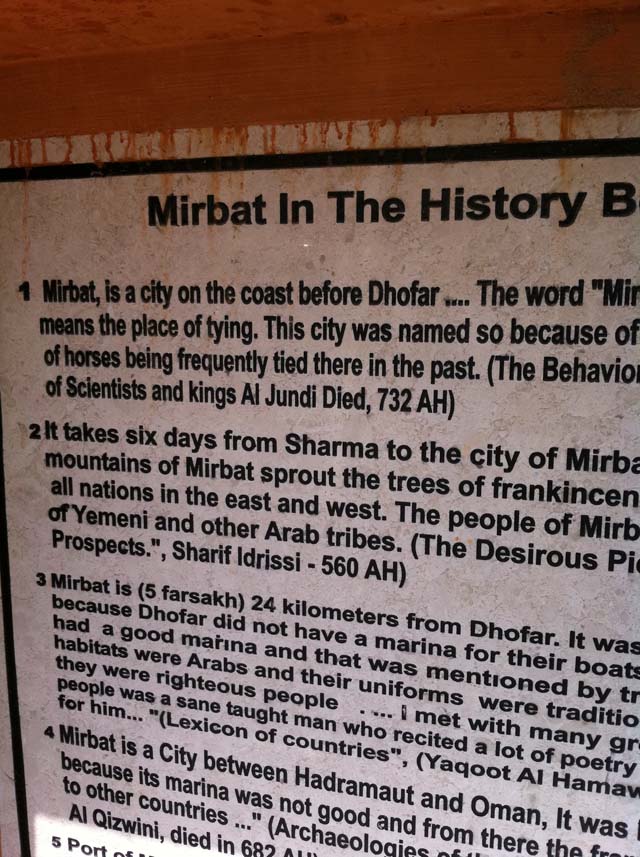 Mirbat In The History B
1 Mirbat, is a city on the coast before Dhofar .... The word "Mir
means the place of tying. This city was named so because of
of horses being frequently tied there in the past. (The Behavior
of Scientists and kings Al Jundi Died, 732 AH)
2 It takes six days from Sharma to the city of Mirba
mountains of Mirbat sprout the trees of frankincen
all nations in the east and west. The people of Mirb
of Yemeni and other Arab tribes. (The Desirous Pi
Prospects.", Sharif Idrissi - 560 AH)
3 Mirbat is (5 farsakh) 24 kilometers from Dhofar. It was
because Dhofar did not have a marina for their boats
had a good marina and that was mentioned by tr
habitats were Arabs and their uniforms were traditio
they were righteous people .... I met with many gr
people was a sane taught man who recited a lot of poetry
for him... "(Lexicon of countries", (Yaqoot Al Hamaw
4 Mirbat is a City between Hadramaut and Oman, It was
because its marina was not good and from there the fra
to other countries ..." (Archaeologies of
Al Qizwini, died in 682 AH)
5 Port of